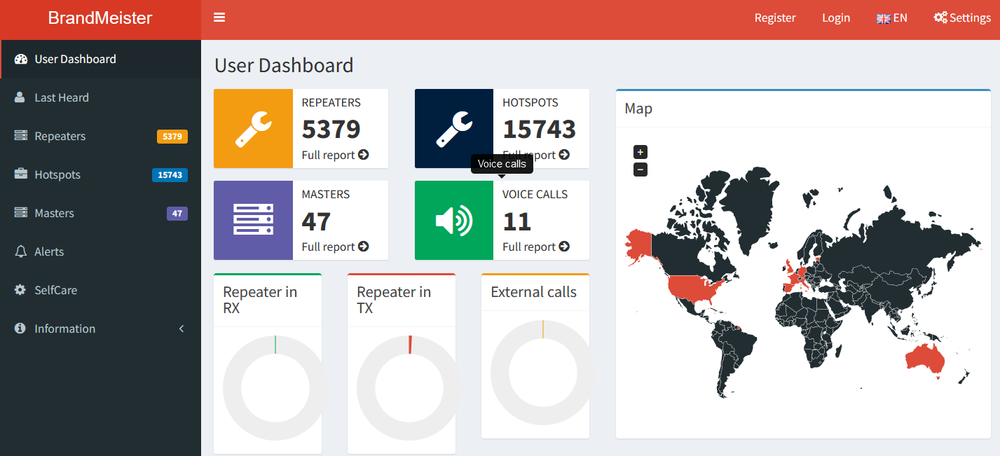 BrandMeister
Register Login EN Settings
User Dashboard
Last Heard
Repeaters 5379
Hotspots 15743
Masters 47
Alerts
SelfCare
Information
User Dashboard
REPEATERS
5379
Full report
HOTSPOTS
15743
Full report
Voice calls
MASTERS
47
Full report
VOICE CALLS
11
Full report
Repeater in
RX
Repeater in
TX
External calls
Map
+
−